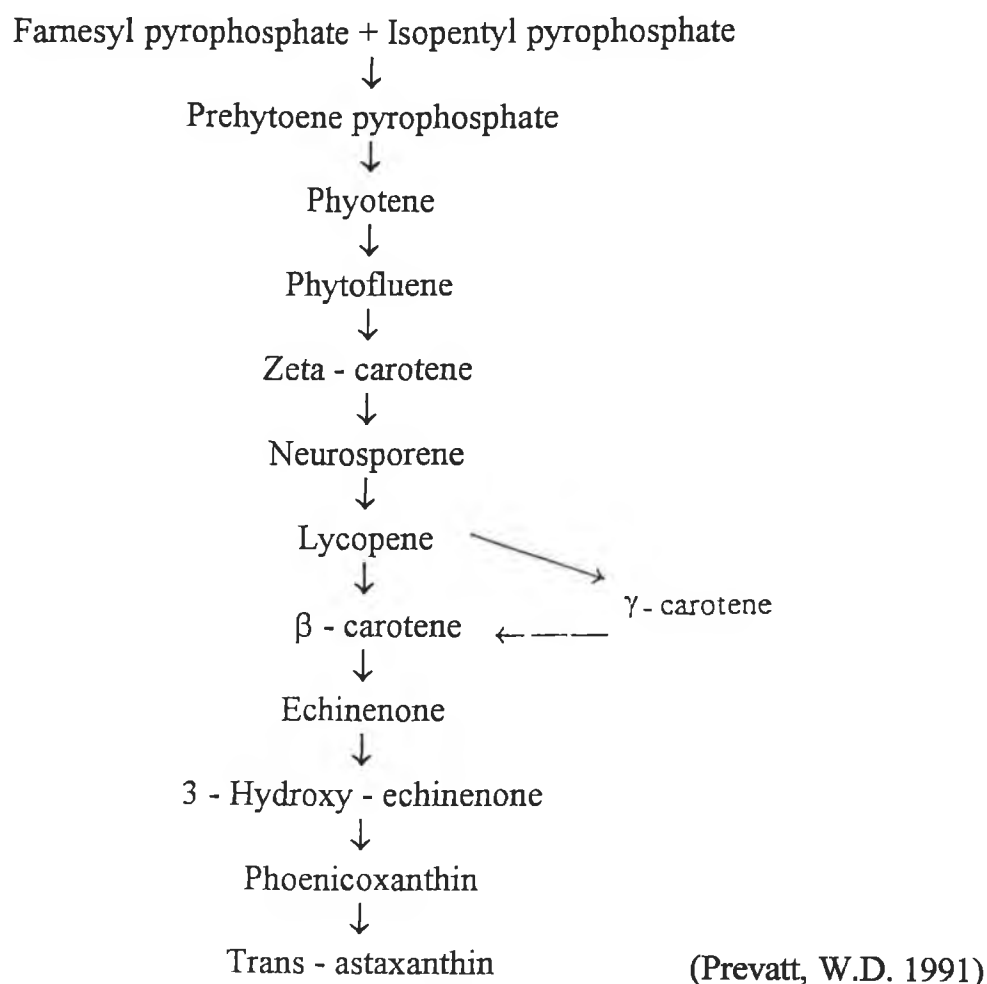 Farnesyl pyrophosphate + Isopentyl pyrophosphate
Prehytoene pyrophosphate
Phyotene
Phytofluene
Zeta - carotene
Neurosporene
Lycopene
γ - carotene
β - carotene
Echinenone
3 - Hydroxy - echinenone
Phoenicoxanthin
Trans - astaxanthin
(Prevatt, W.D. 1991)